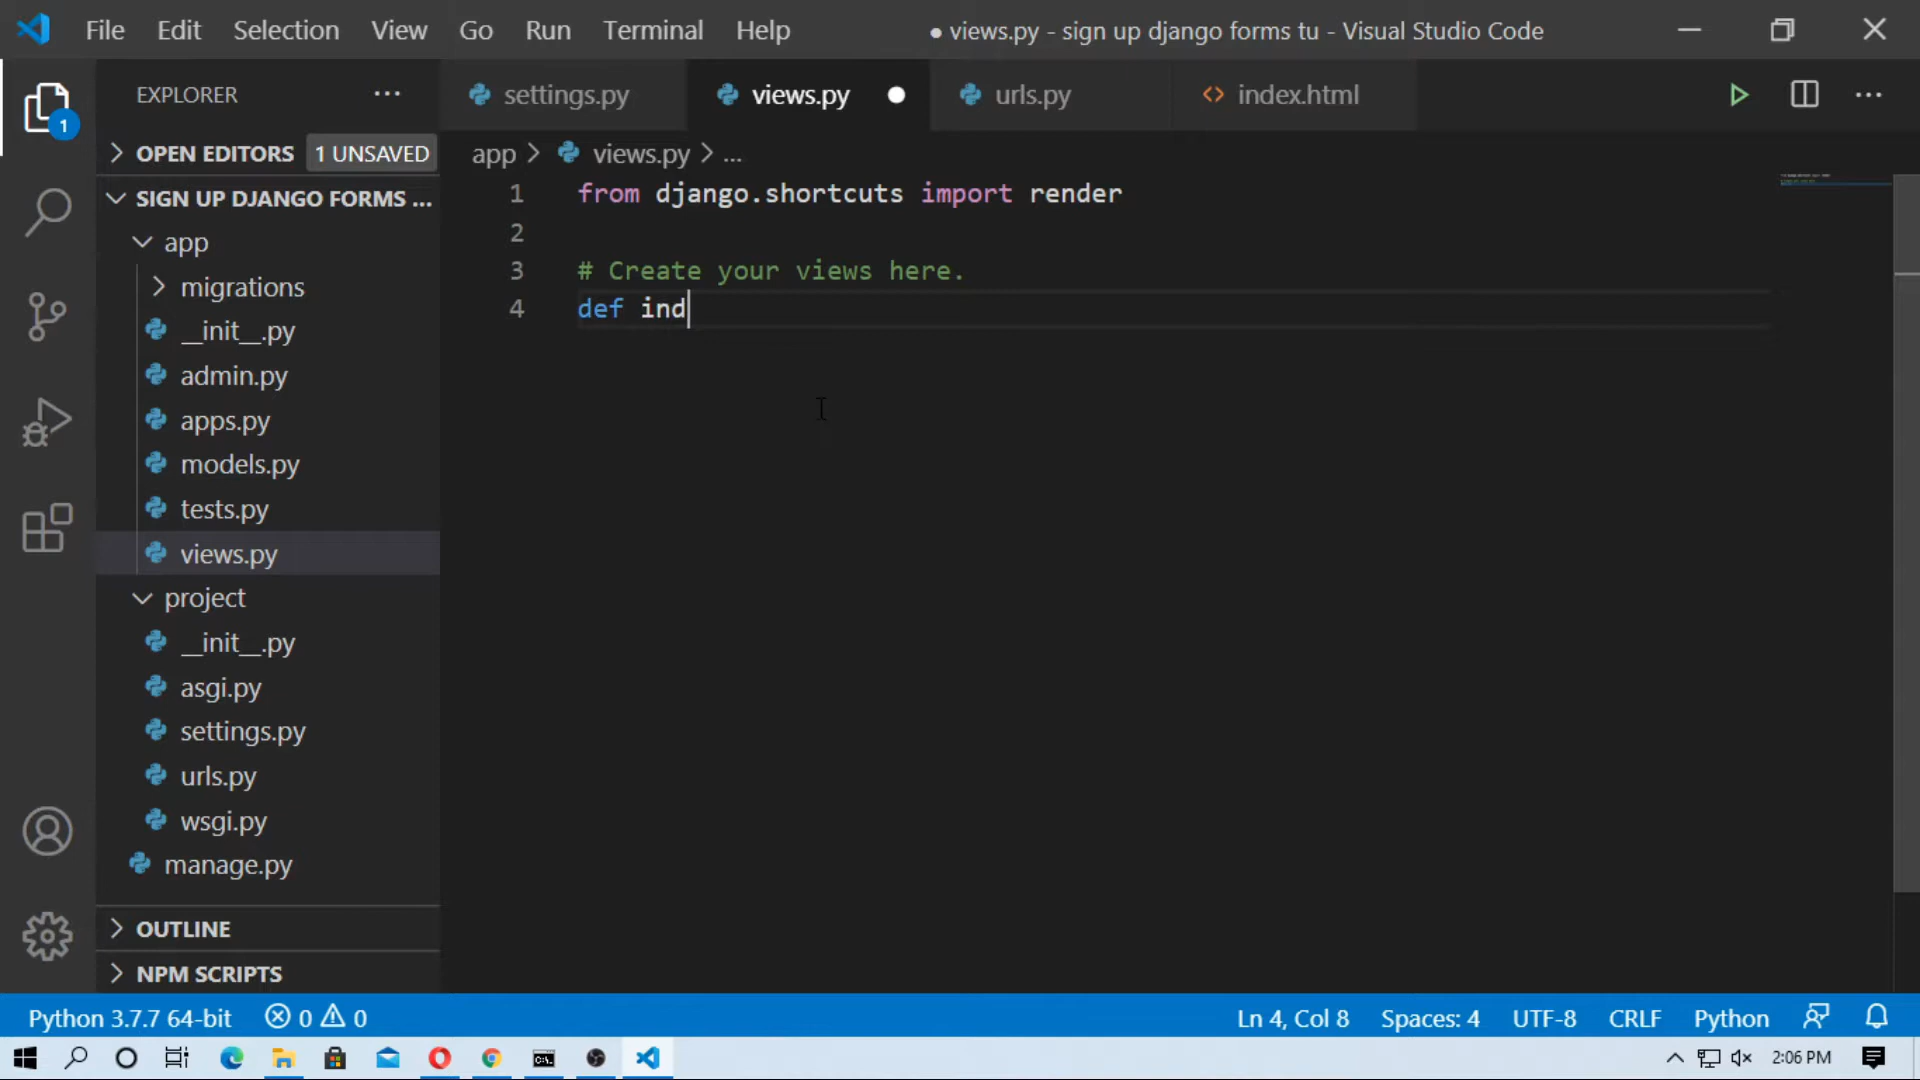 File Edit Selection View Go Run Terminal Help ● views.py - sign up django forms tu - Visual Studio Code
EXPLORER ···
settings.py views.py ● urls.py index.html ···
OPEN EDITORS 1 UNSAVED
app > views.py > ...
SIGN UP DJANGO FORMS ...
1 from django.shortcuts import render
2
3 # Create your views here.
4 def ind
1
app
migrations
__init__.py
admin.py
apps.py
models.py
tests.py
views.py
project
__init__.py
asgi.py
settings.py
urls.py
wsgi.py
manage.py
OUTLINE
NPM SCRIPTS
Python 3.7.7 64-bit 0 0 Ln 4, Col 8 Spaces: 4 UTF-8 CRLF Python
2:06 PM